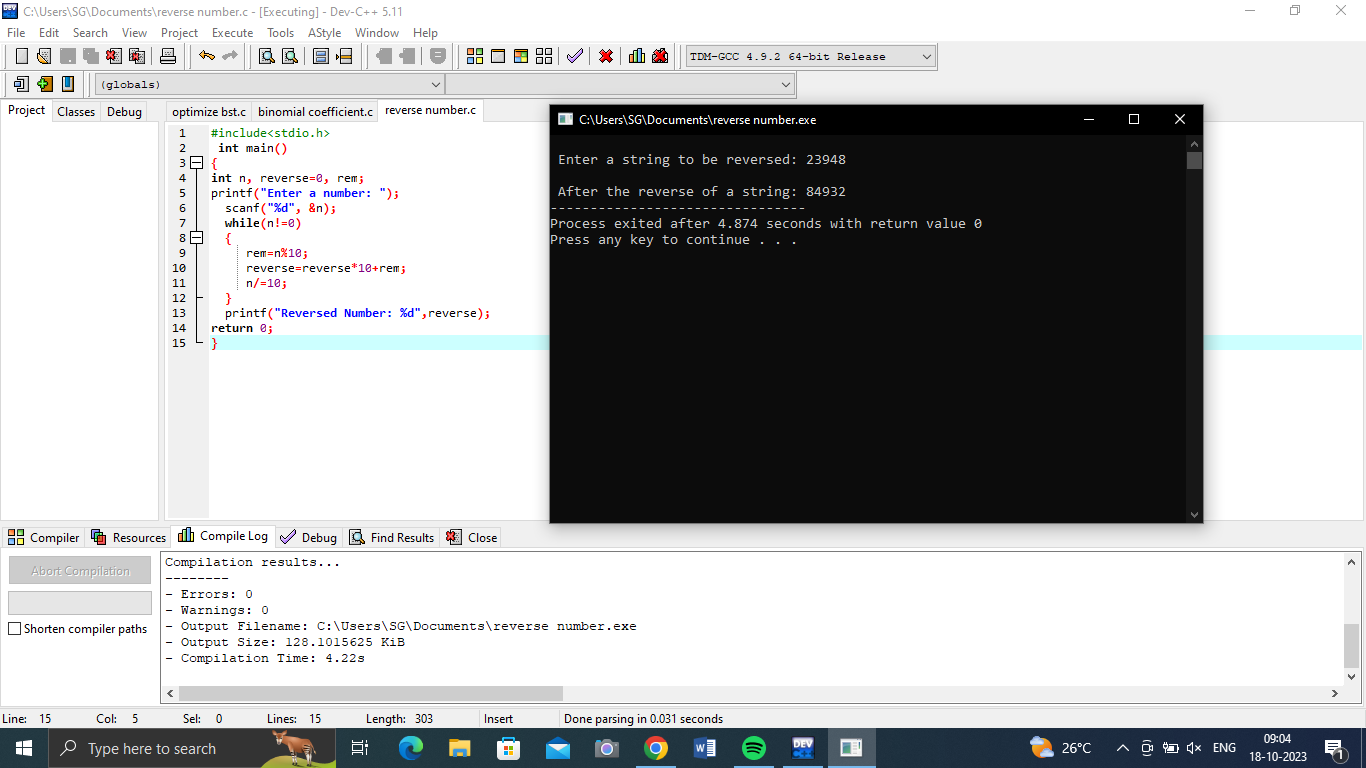 C:\Users\SG\Documents\reverse number.c - [Executing] - Dev-C++ 5.11
File Edit Search View Project Execute Tools AStyle Window Help
TDM-GCC 4.9.2 64-bit Release
(globals)
Project Classes Debug
optimize bst.c binomial coefficient.c reverse number.c
1 #include<stdio.h>
2 int main()
3 {
4 int n, reverse=0, rem;
5 printf("Enter a number: ");
6 scanf("%d", &n);
7 while(n!=0)
8 {
9 rem=n%10;
10 reverse=reverse*10+rem;
11 n/=10;
12 }
13 printf("Reversed Number: %d",reverse);
14 return 0;
15 }
C:\Users\SG\Documents\reverse number.exe
Enter a string to be reversed: 23948
After the reverse of a string: 84932
--------------------------------
Process exited after 4.874 seconds with return value 0
Press any key to continue . . .
Compiler Resources Compile Log Debug Find Results Close
Abort Compilation
Shorten compiler paths
Compilation results...
--------
- Errors: 0
- Warnings: 0
- Output Filename: C:\Users\SG\Documents\reverse number.exe
- Output Size: 128.1015625 KiB
- Compilation Time: 4.22s
Line: 15 Col: 5 Sel: 0 Lines: 15 Length: 303 Insert Done parsing in 0.031 seconds
Type here to search
DEV
26°C
ENG
09:04
18-10-2023
1